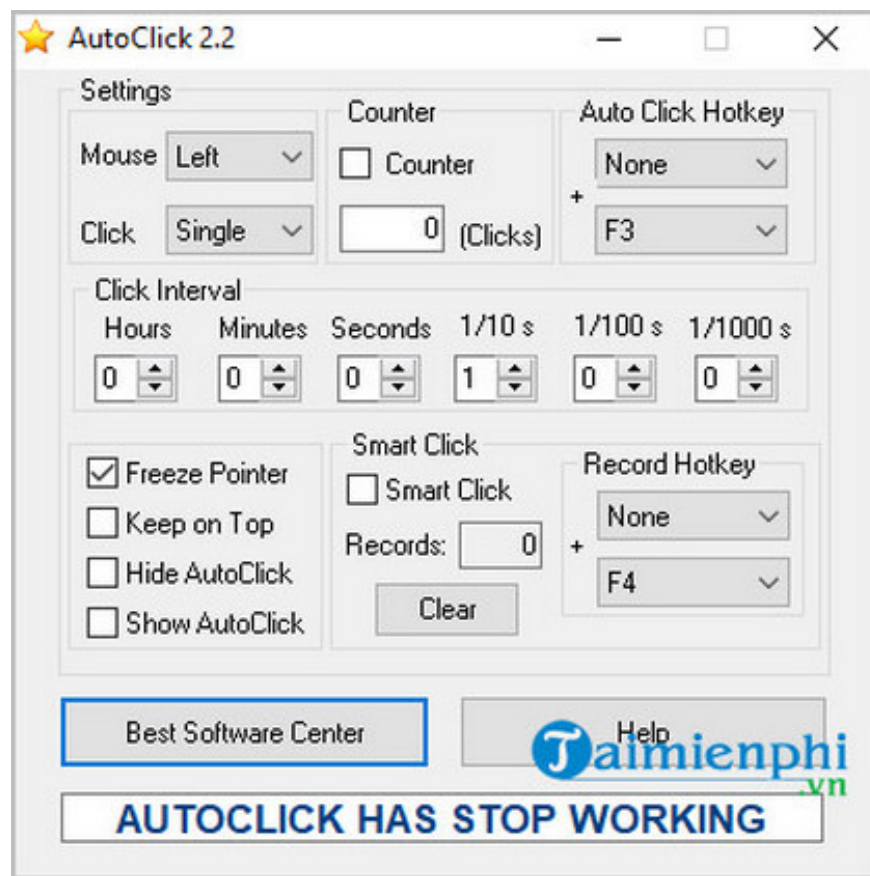 AutoClick 2.2
Settings
Mouse Left
Click Single
Counter
Counter
0 (Clicks)
Auto Click Hotkey
None
+
F3
Click Interval
Hours Minutes Seconds 1/10 s 1/100 s 1/1000 s
0 0 0 1 0 0
Freeze Pointer
Keep on Top
Hide AutoClick
Show AutoClick
Smart Click
Smart Click
Records: 0
Clear
Record Hotkey
None
+
F4
Best Software Center
Help
Taimienphi
.vn
AUTOCLICK HAS STOP WORKING